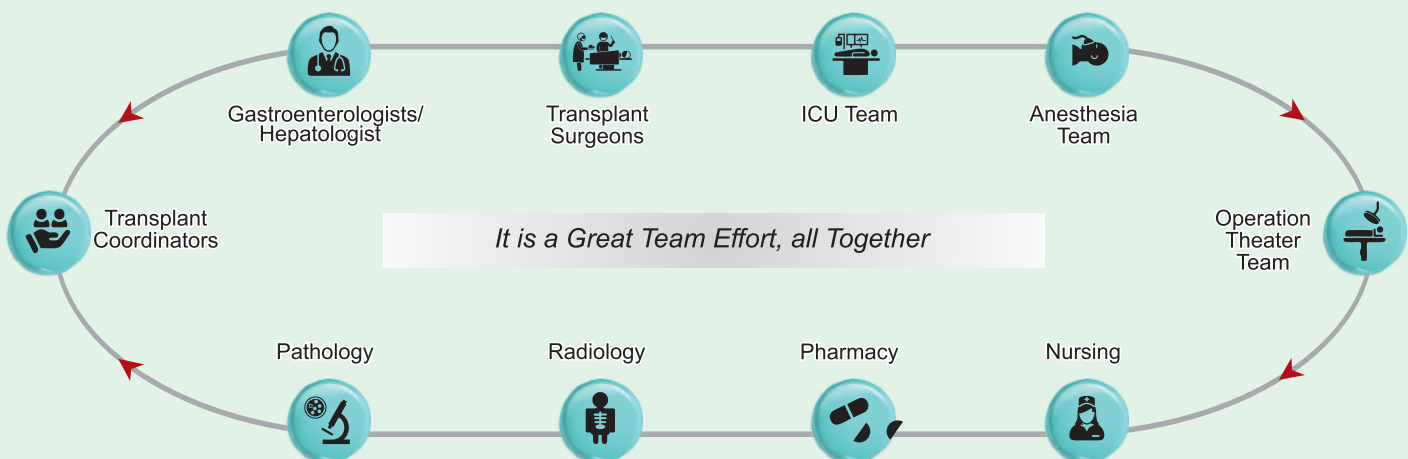 Gastroenterologists/
Hepatologist
Transplant
Surgeons
ICU Team
Anesthesia
Team
Transplant
Coordinators
It is a Great Team Effort, all Together
Operation
Theater
Team
Pathology
Radiology
Pharmacy
Nursing